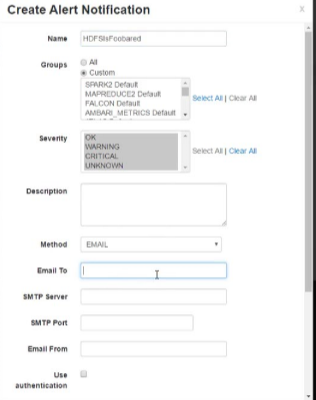 Create Alert Notification x
Name HDFSIsFoobared
Groups All
Custom
SPARK2 Default
MAPREDUCE2 Default
FALCON Default
AMBARI_METRICS Default
Select All | Clear All
Severity OK
WARNING
CRITICAL
UNKNOWN
Select All | Clear All
Description
Method EMAIL
Email To
SMTP Server
SMTP Port
Email From
Use
authentication